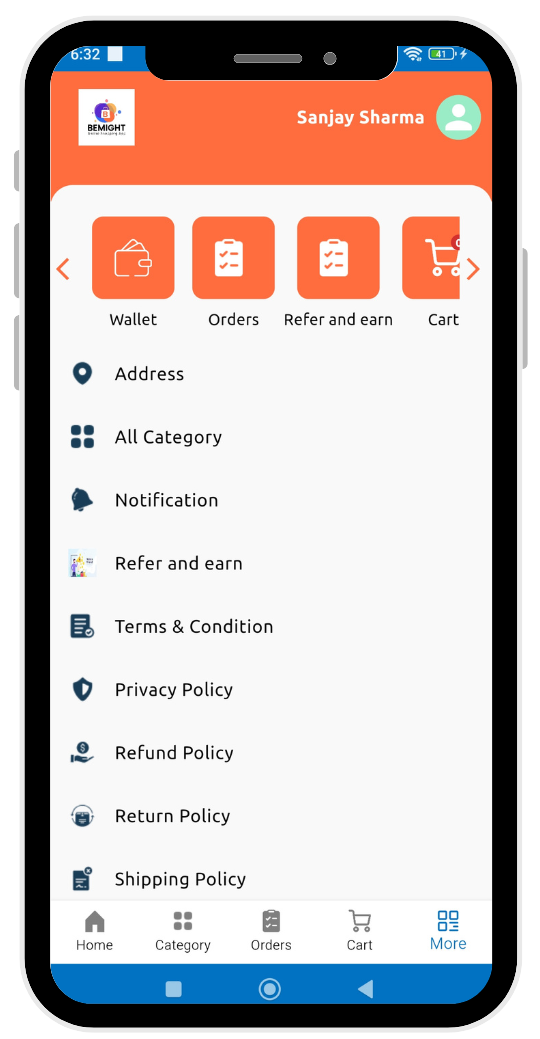 6:32
41
BEMIGHT
Sanjay Sharma
Wallet
Orders
Refer and earn
Cart
Address
All Category
Notification
Refer and earn
Terms & Condition
Privacy Policy
Refund Policy
Return Policy
Shipping Policy
Home
Category
Orders
Cart
More